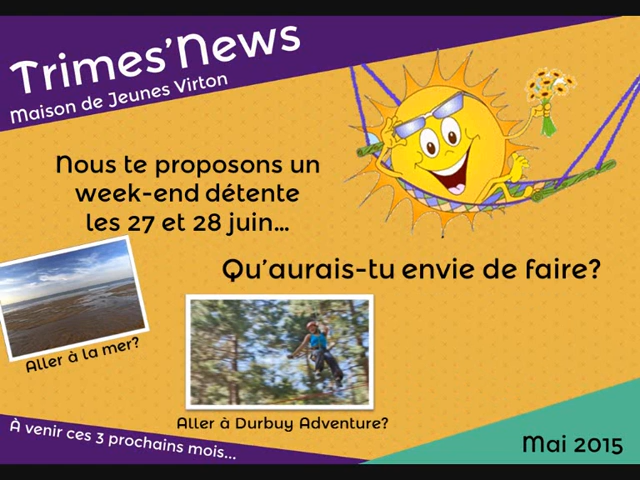 Trimes'News
Maison de Jeunes Virton
Nous te proposons un
week-end détente
les 27 et 28 juin...
Qu'aurais-tu envie de faire?
Aller à la mer?
Aller à Durbuy Adventure?
À venir ces 3 prochains mois...
Mai 2015